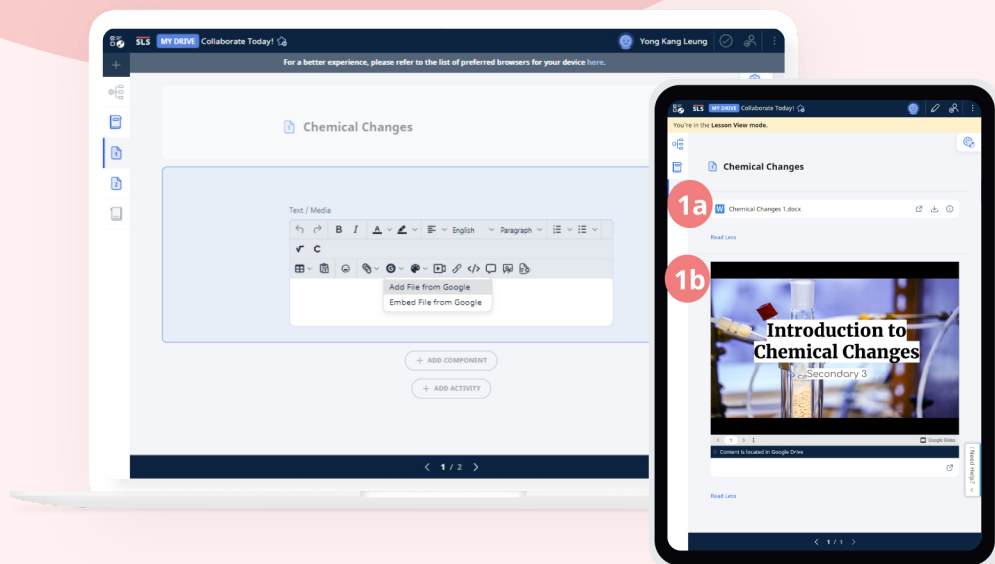 SLS MY DRIVE Collaborate Today!
Yong Kang Leung
For a better experience, please refer to the list of preferred browsers for your device here.
Chemical Changes
Text / Media
B I A English Paragraph
Add File from Google
Embed File from Google
+ ADD COMPONENT
+ ADD ACTIVITY
< 1 / 2 >
SLS MY DRIVE Collaborate Today!
You're in the Lesson View mode.
Chemical Changes
1a
W Chemical Changes 1.docx
Read Less
1b
Introduction to
Chemical Changes
Secondary 3
< 1 >
Google Slides
Content is located in Google Drive
Need Help?
Read Less
< 1 / 1 >